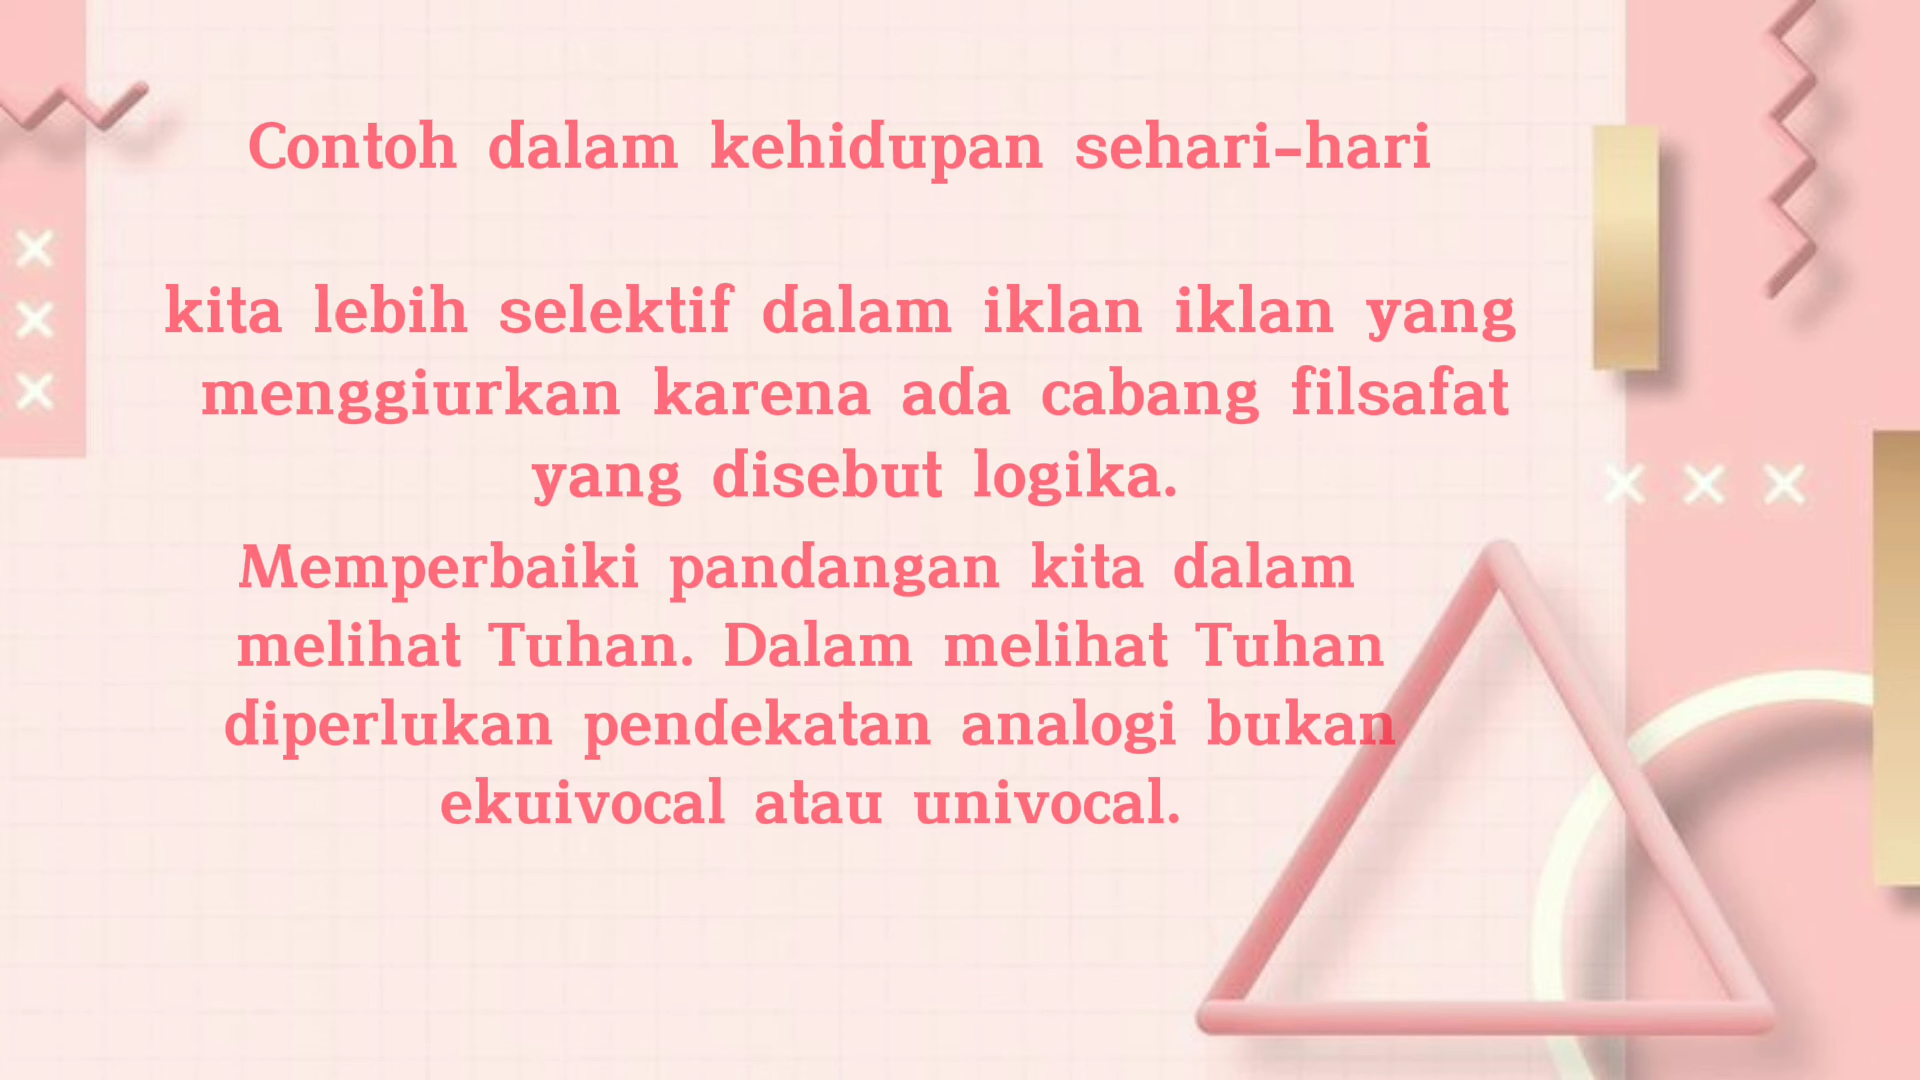 Contoh dalam kehidupan sehari-hari
kita lebih selektif dalam iklan iklan yang
menggiurkan karena ada cabang filsafat
yang disebut logika.
Memperbaiki pandangan kita dalam
melihat Tuhan. Dalam melihat Tuhan
diperlukan pendekatan analogi bukan
ekuivocal atau univocal.